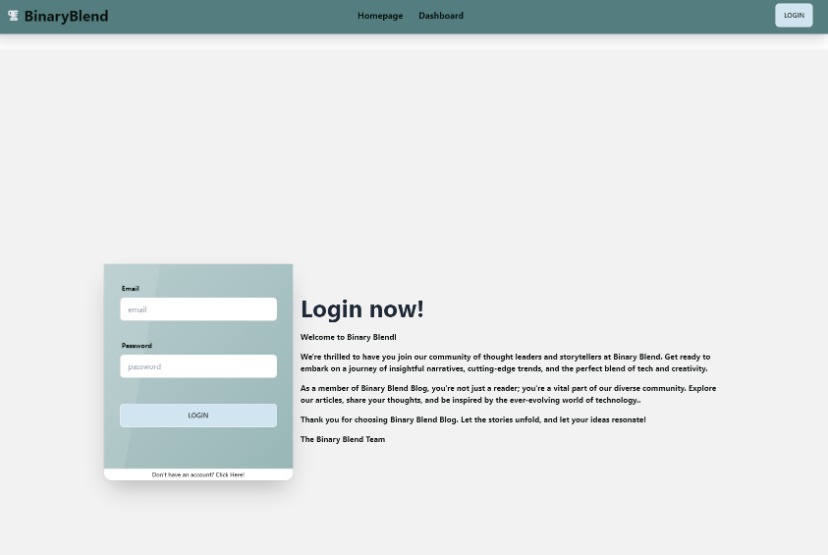 BinaryBlend
Homepage Dashboard
LOGIN
Email
email
Password
password
LOGIN
Don't have an account? Click Here!
Login now!
Welcome to Binary Blend!
We're thrilled to have you join our community of thought leaders and storytellers at Binary Blend. Get ready to
embark on a journey of insightful narratives, cutting-edge trends, and the perfect blend of tech and creativity.
As a member of Binary Blend Blog, you're not just a reader; you're a vital part of our diverse community. Explore
our articles, share your thoughts, and be inspired by the ever-evolving world of technology..
Thank you for choosing Binary Blend Blog. Let the stories unfold, and let your ideas resonate!
The Binary Blend Team